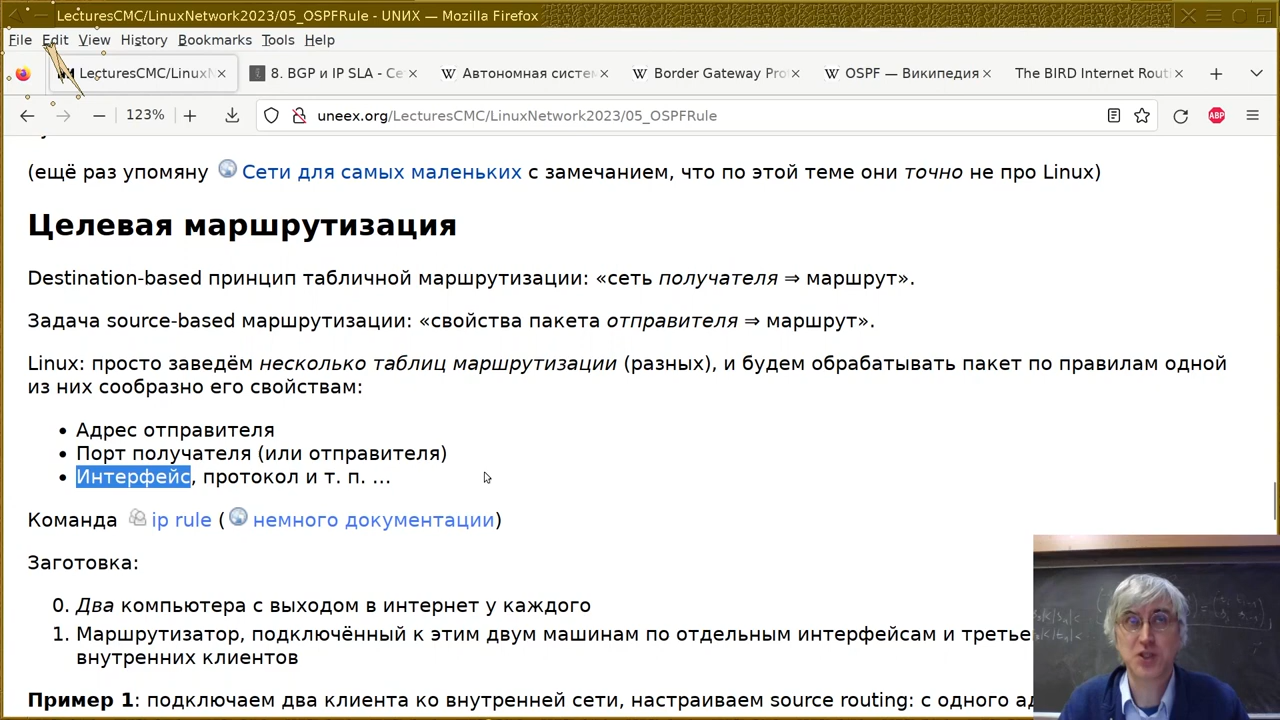 LecturesCMC/LinuxNetwork2023/05_OSPFRule - UNИX — Mozilla Firefox
File Edit View History Bookmarks Tools Help
LecturesCMC/LinuxN 8. BGP и IP SLA - Се Автономная систем Border Gateway Pro OSPF — Википедия The BIRD Internet Rout
123% uneex.org/LecturesCMC/LinuxNetwork2023/05_OSPFRule ABP
(ещё раз упомяну Сети для самых маленьких с замечанием, что по этой теме они точно не про Linux)
Целевая маршрутизация
Destination-based принцип табличной маршрутизации: «сеть получателя ⇒ маршрут».
Задача source-based маршрутизации: «свойства пакета отправителя ⇒ маршрут».
Linux: просто заведём несколько таблиц маршрутизации (разных), и будем обрабатывать пакет по правилам одной
из них сообразно его свойствам:
• Адрес отправителя
• Порт получателя (или отправителя)
• Интерфейс, протокол и т. п. …
Команда ip rule (немного документации)
Заготовка:
0. Два компьютера с выходом в интернет у каждого
1. Маршрутизатор, подключённый к этим двум машинам по отдельным интерфейсам и третье
внутренних клиентов
Пример 1: подключаем два клиента ко внутренней сети, настраиваем source routing: с одного ад